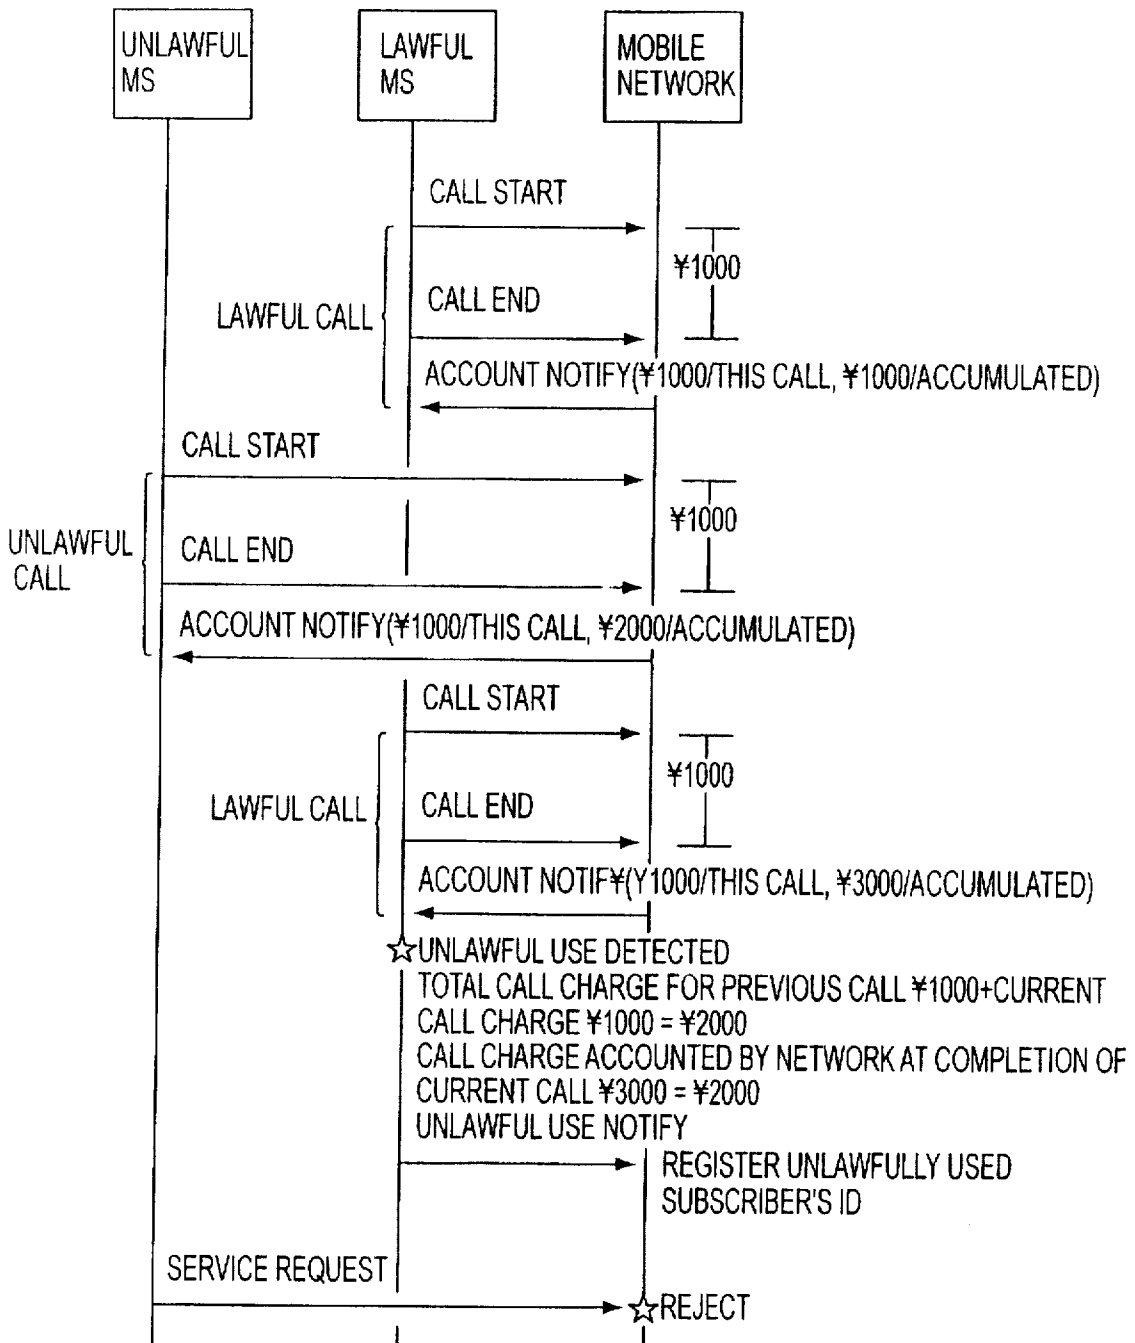 UNLAWFUL
MS
LAWFUL
MS
MOBILE
NETWORK
CALL START
¥1000
LAWFUL CALL
CALL END
ACCOUNT NOTIFY(¥1000/THIS CALL, ¥1000/ACCUMULATED)
CALL START
¥1000
UNLAWFUL
CALL
CALL END
ACCOUNT NOTIFY(¥1000/THIS CALL, ¥2000/ACCUMULATED)
CALL START
¥1000
LAWFUL CALL
CALL END
ACCOUNT NOTIF¥(Y1000/THIS CALL, ¥3000/ACCUMULATED)
☆UNLAWFUL USE DETECTED
TOTAL CALL CHARGE FOR PREVIOUS CALL ¥1000+CURRENT
CALL CHARGE ¥1000 = ¥2000
CALL CHARGE ACCOUNTED BY NETWORK AT COMPLETION OF
CURRENT CALL ¥3000 = ¥2000
UNLAWFUL USE NOTIFY
REGISTER UNLAWFULLY USED
SUBSCRIBER'S ID
SERVICE REQUEST
☆REJECT